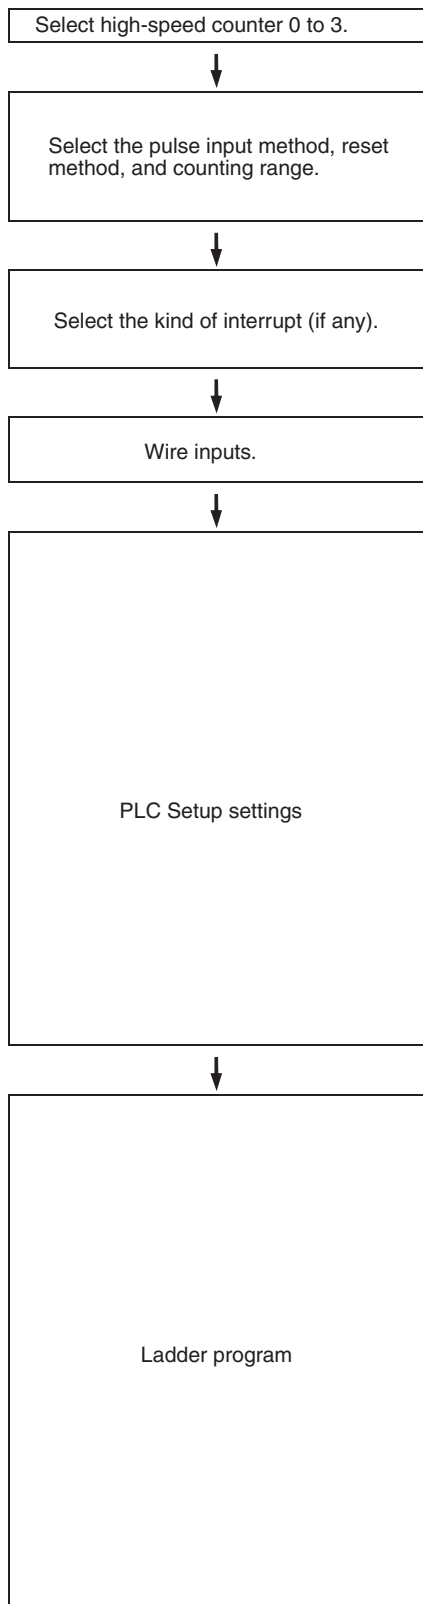 Select high-speed counter 0 to 3.
Select the pulse input method, reset
method, and counting range.
Select the kind of interrupt (if any).
Wire inputs.
PLC Setup settings
Ladder program